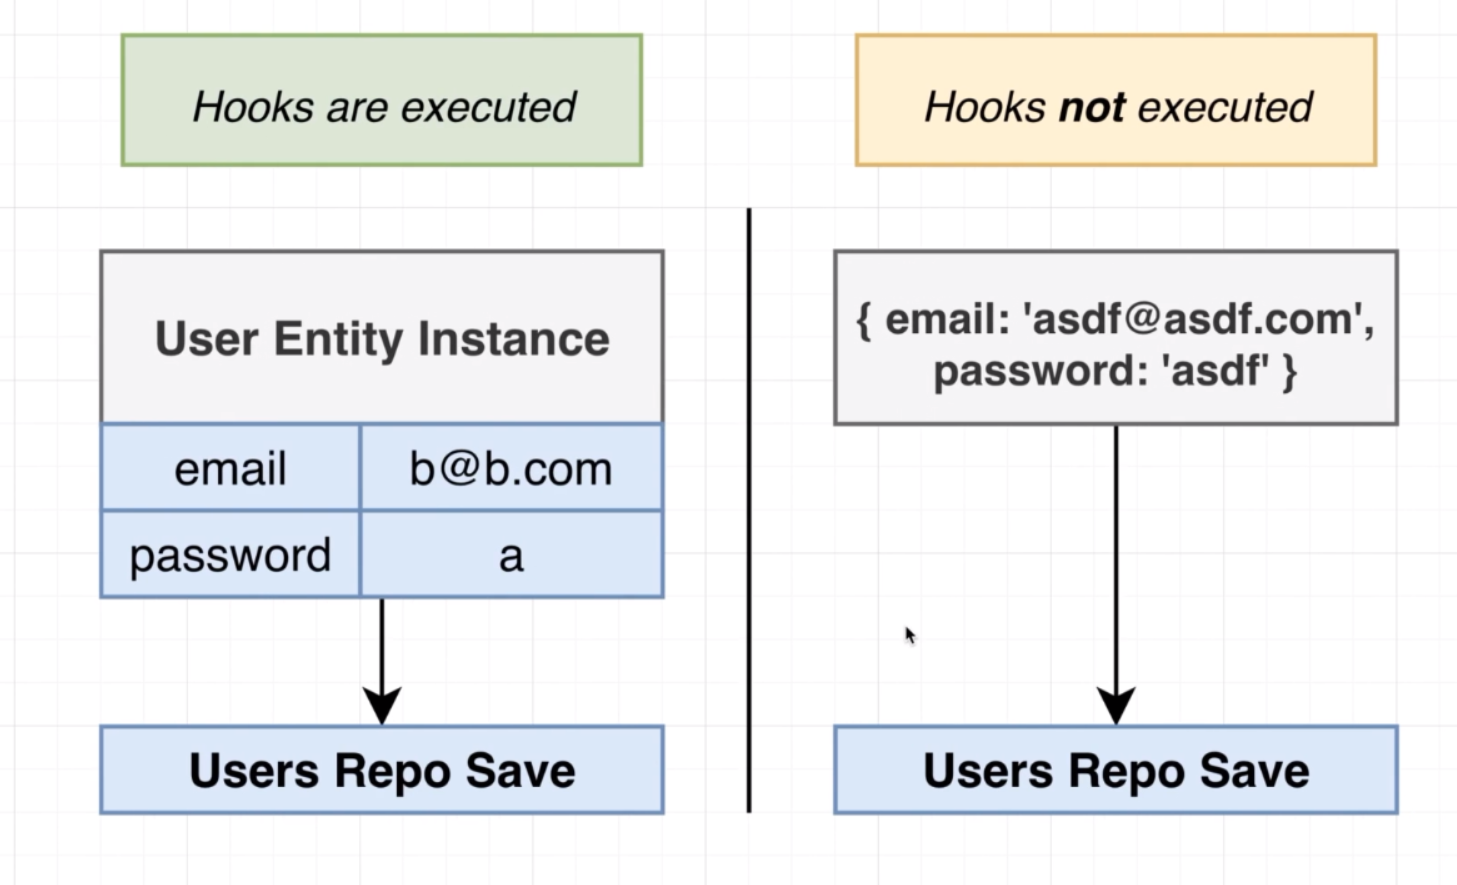 Hooks are executed
Hooks not executed
User Entity Instance
email
b@b.com
password
a
Users Repo Save
{ email: 'asdf@asdf.com',
password: 'asdf' }
Users Repo Save